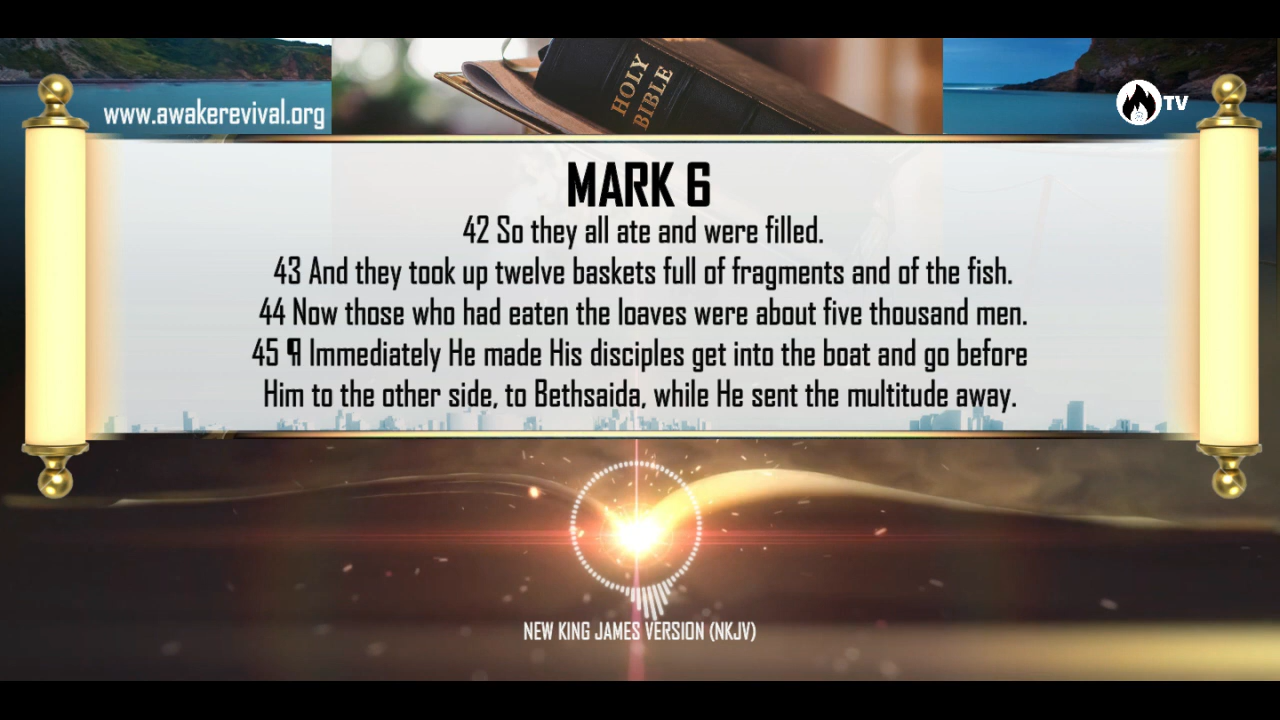 HOLY
BIBLE
www.awakerevival.org
TV
MARK 6
42 So they all ate and were filled.
43 And they took up twelve baskets full of fragments and of the fish.
44 Now those who had eaten the loaves were about five thousand men.
45 ¶ Immediately He made His disciples get into the boat and go before
Him to the other side, to Bethsaida, while He sent the multitude away.
NEW KING JAMES VERSION (NKJV)